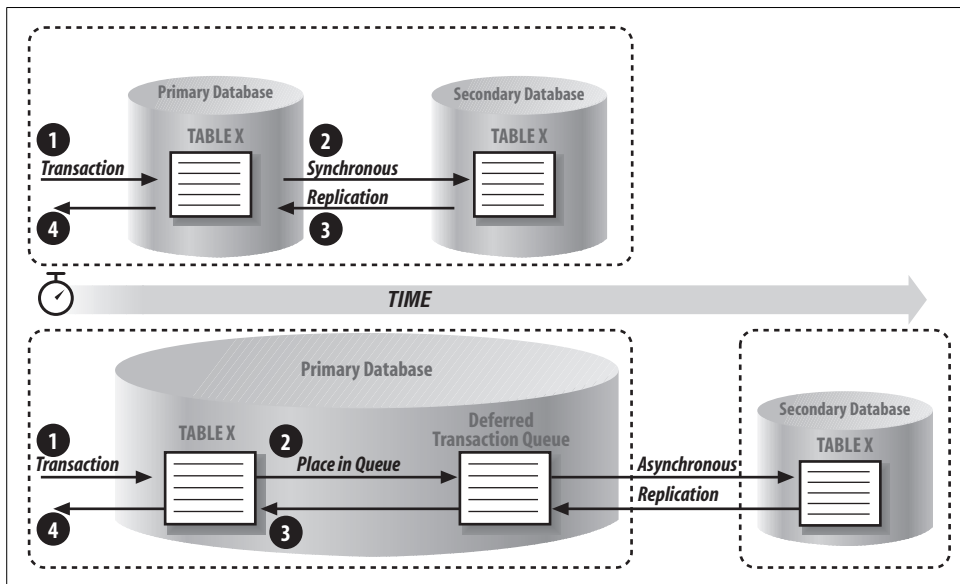 Primary Database
Secondary Database
TABLE X
TABLE X
1
2
Transaction
Synchronous
Replication
4
3
TIME
Primary Database
Secondary Database
Deferred
Transaction Queue
TABLE X
TABLE X
1
2
Transaction
Place in Queue
Asynchronous
Replication
4
3